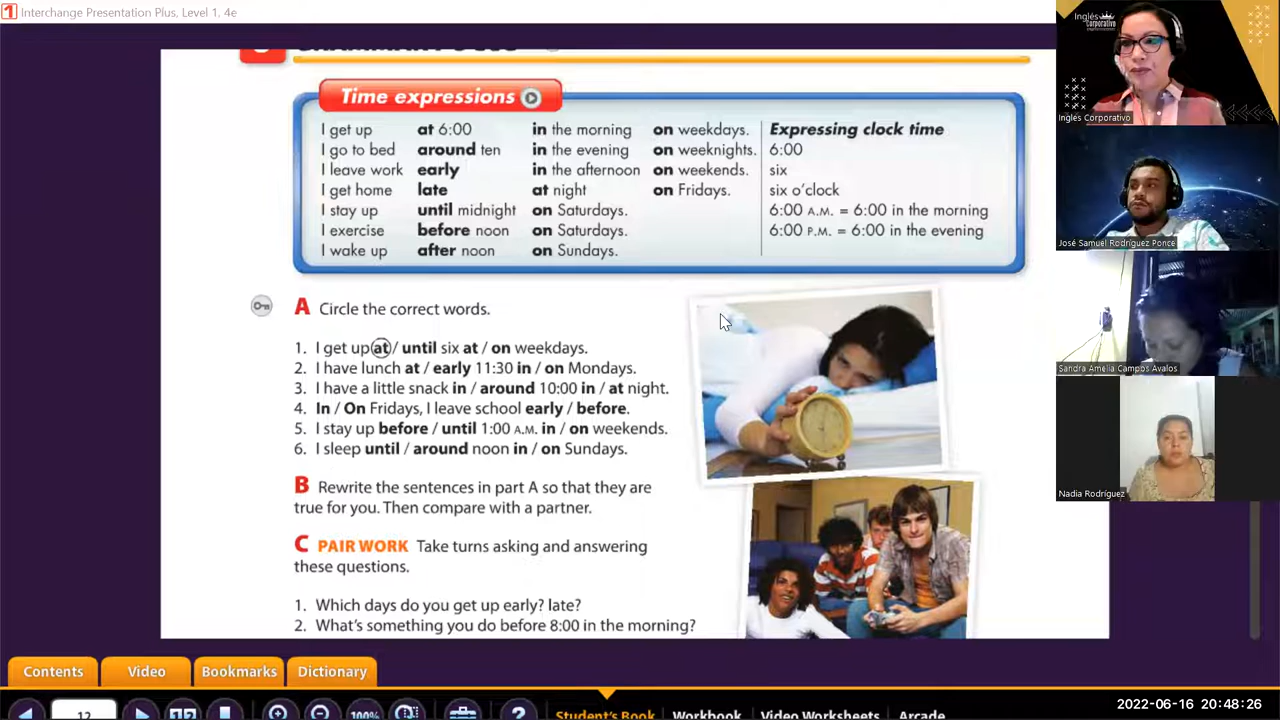 Interchange Presentation Plus, Level 1, 4e
Time expressions
I get up at 6:00 in the morning on weekdays. Expressing clock time
I go to bed around ten in the evening on weeknights. 6:00
I leave work early in the afternoon on weekends. six
I get home late at night on Fridays. six o'clock
I stay up until midnight on Saturdays. 6:00 A.M. = 6:00 in the morning
I exercise before noon on Saturdays. 6:00 P.M. = 6:00 in the evening
I wake up after noon on Sundays.
A Circle the correct words.
1. I get up at / until six at / on weekdays.
2. I have lunch at / early 11:30 in / on Mondays.
3. I have a little snack in / around 10:00 in / at night.
4. In / On Fridays, I leave school early / before.
5. I stay up before / until 1:00 A.M. in / on weekends.
6. I sleep until / around noon in / on Sundays.
B Rewrite the sentences in part A so that they are
true for you. Then compare with a partner.
C PAIR WORK Take turns asking and answering
these questions.
1. Which days do you get up early? late?
2. What's something you do before 8:00 in the morning?
Inglés
Corporativo
Inglés Corporativo
José Samuel Rodríguez Ponce
Sandra Amelia Campos Avalos
Nadia Rodríguez
Contents Video Bookmarks Dictionary
12 100% ? Student's Book Workbook Video Worksheets Arcade
2022-06-16 20:48:26